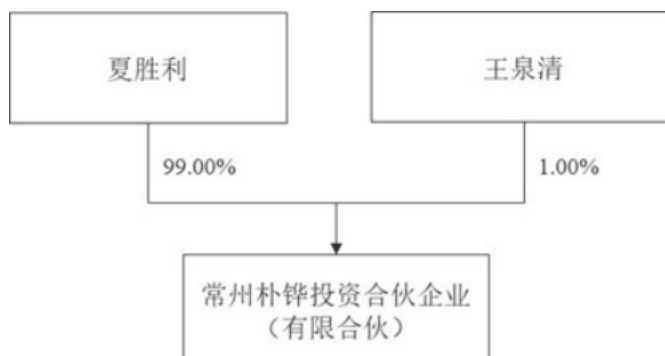 夏胜利
王泉清
99.00%
1.00%
常州朴铧投资合伙企业
（有限合伙）